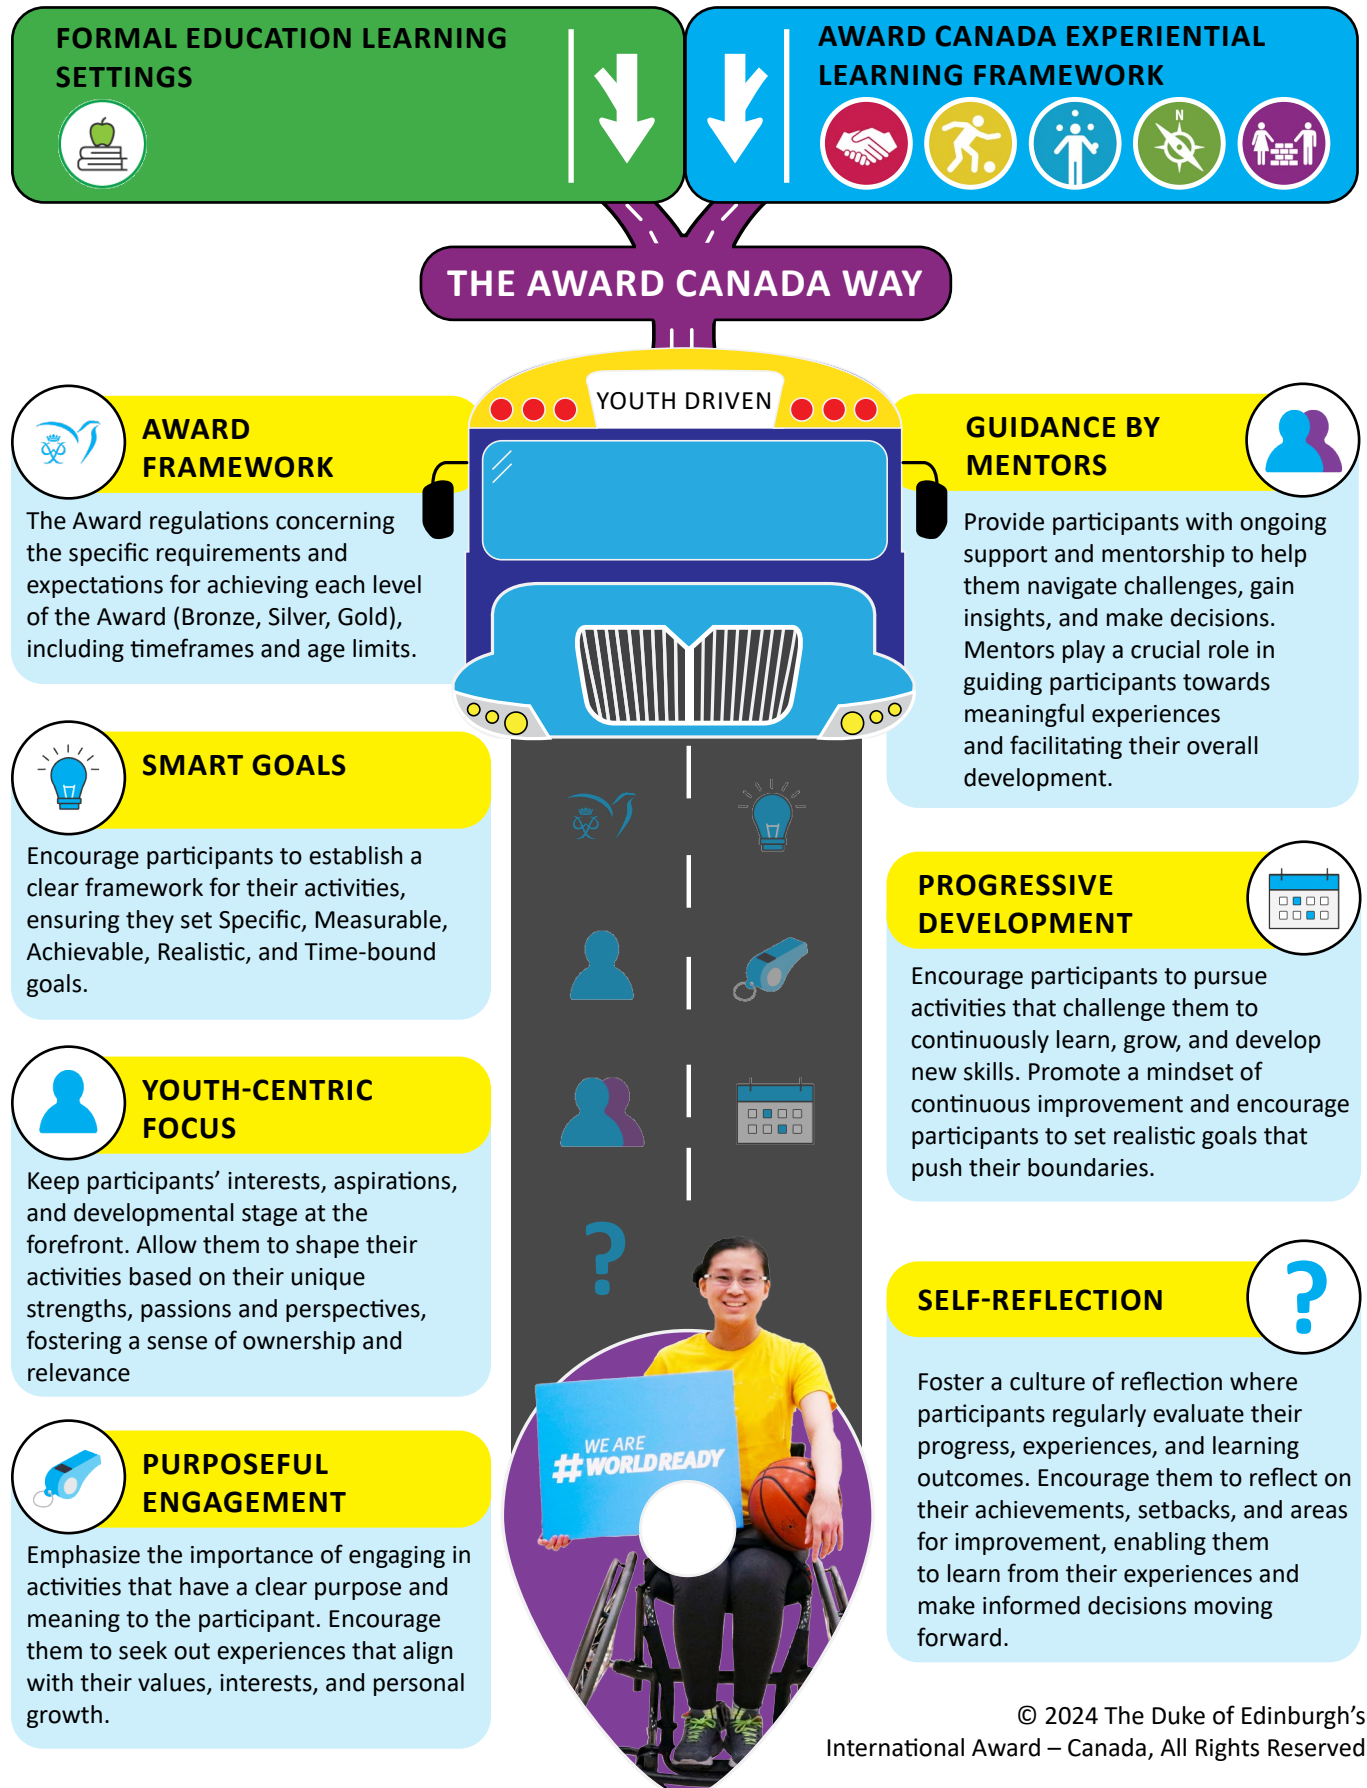 FORMAL EDUCATION LEARNING
SETTINGS
AWARD CANADA EXPERIENTIAL
LEARNING FRAMEWORK
N
THE AWARD CANADA WAY
YOUTH DRIVEN
AWARD
FRAMEWORK
The Award regulations concerning
the specific requirements and
expectations for achieving each level
of the Award (Bronze, Silver, Gold),
including timeframes and age limits.
SMART GOALS
Encourage participants to establish a
clear framework for their activities,
ensuring they set Specific, Measurable,
Achievable, Realistic, and Time-bound
goals.
YOUTH-CENTRIC
FOCUS
Keep participants’ interests, aspirations,
and developmental stage at the
forefront. Allow them to shape their
activities based on their unique
strengths, passions and perspectives,
fostering a sense of ownership and
relevance
PURPOSEFUL
ENGAGEMENT
Emphasize the importance of engaging in
activities that have a clear purpose and
meaning to the participant. Encourage
them to seek out experiences that align
with their values, interests, and personal
growth.
GUIDANCE BY
MENTORS
Provide participants with ongoing
support and mentorship to help
them navigate challenges, gain
insights, and make decisions.
Mentors play a crucial role in
guiding participants towards
meaningful experiences
and facilitating their overall
development.
PROGRESSIVE
DEVELOPMENT
Encourage participants to pursue
activities that challenge them to
continuously learn, grow, and develop
new skills. Promote a mindset of
continuous improvement and encourage
participants to set realistic goals that
push their boundaries.
SELF-REFLECTION
?
Foster a culture of reflection where
participants regularly evaluate their
progress, experiences, and learning
outcomes. Encourage them to reflect on
their achievements, setbacks, and areas
for improvement, enabling them
to learn from their experiences and
make informed decisions moving
forward.
?
WE ARE
#WORLDREADY
© 2024 The Duke of Edinburgh’s
International Award – Canada, All Rights Reserved